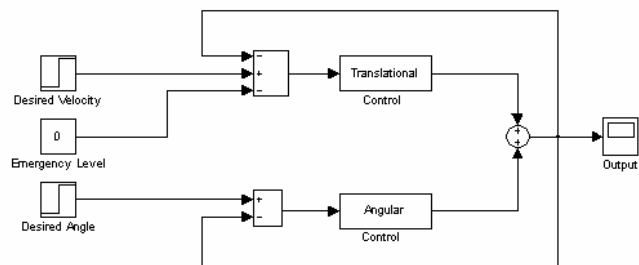 Desired Velocity
0
Emergency Level
Desired Angle
−
+
−
+
−
Translational
Control
Angular
Control
+
+
Output